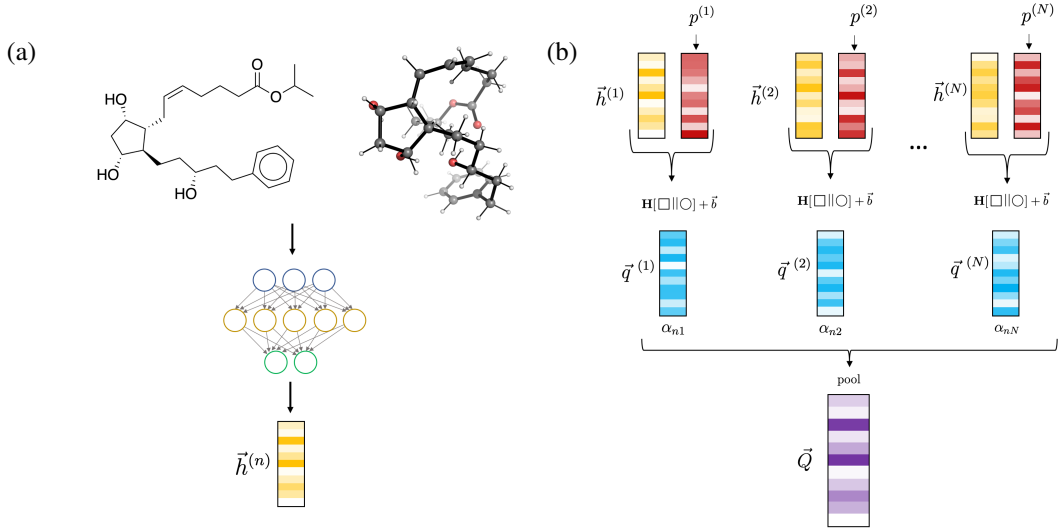 (a)
O
O
HO
HO
HO
h⃗⁽ⁿ⁾
(b)
p⁽¹⁾ p⁽²⁾ p⁽ᴺ⁾
h⃗⁽¹⁾ h⃗⁽²⁾ h⃗⁽ᴺ⁾
...
H[□||○] + b⃗ H[□||○] + b⃗ H[□||○] + b⃗
q⃗⁽¹⁾ q⃗⁽²⁾ q⃗⁽ᴺ⁾
αₙ₁ αₙ₂ αₙN
pool
Q⃗